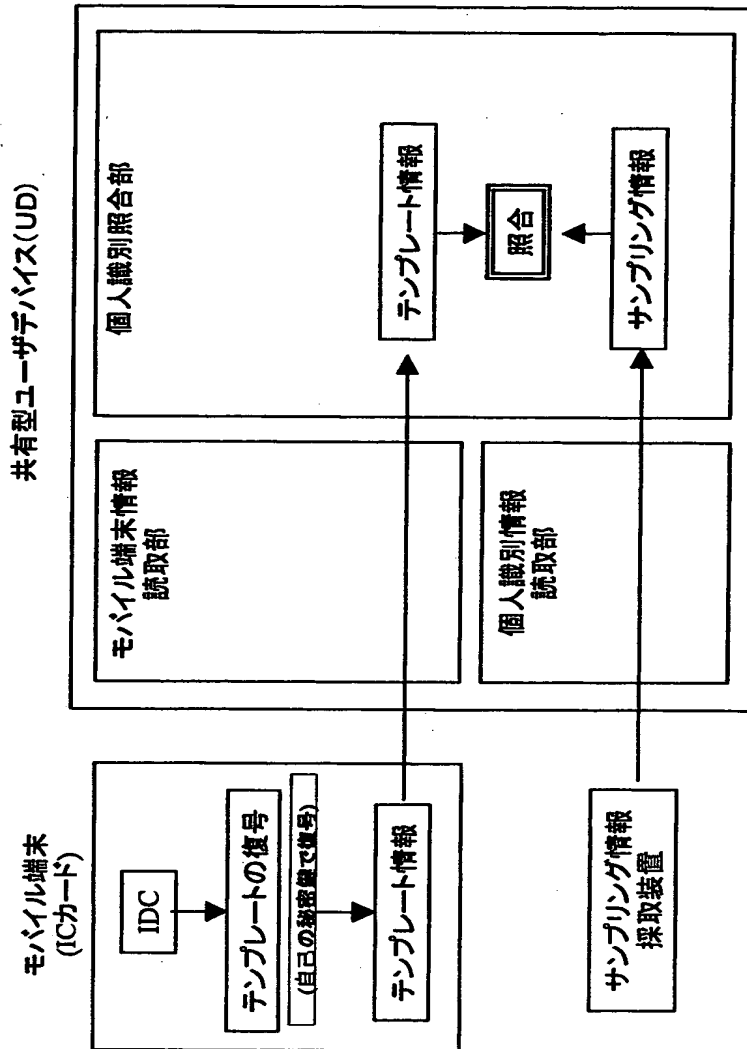 共有型ユーザデバイス(UD)
モバイル端末
(ICカード)
IDC
テンプレートの復号
(自己の秘密鍵で復号)
テンプレート情報
モバイル端末情報
読取部
個人識別照合部
テンプレート情報
照合
サンプリング情報
個人識別情報
読取部
サンプリング情報
採取装置